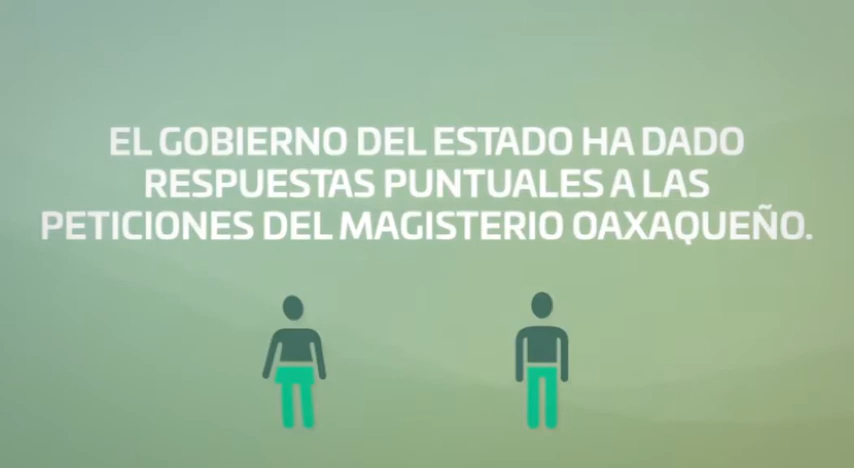 EL GOBIERNO DEL ESTADO HA DADO
RESPUESTAS PUNTUALES A LAS
PETICIONES DEL MAGISTERIO OAXAQUEÑO.